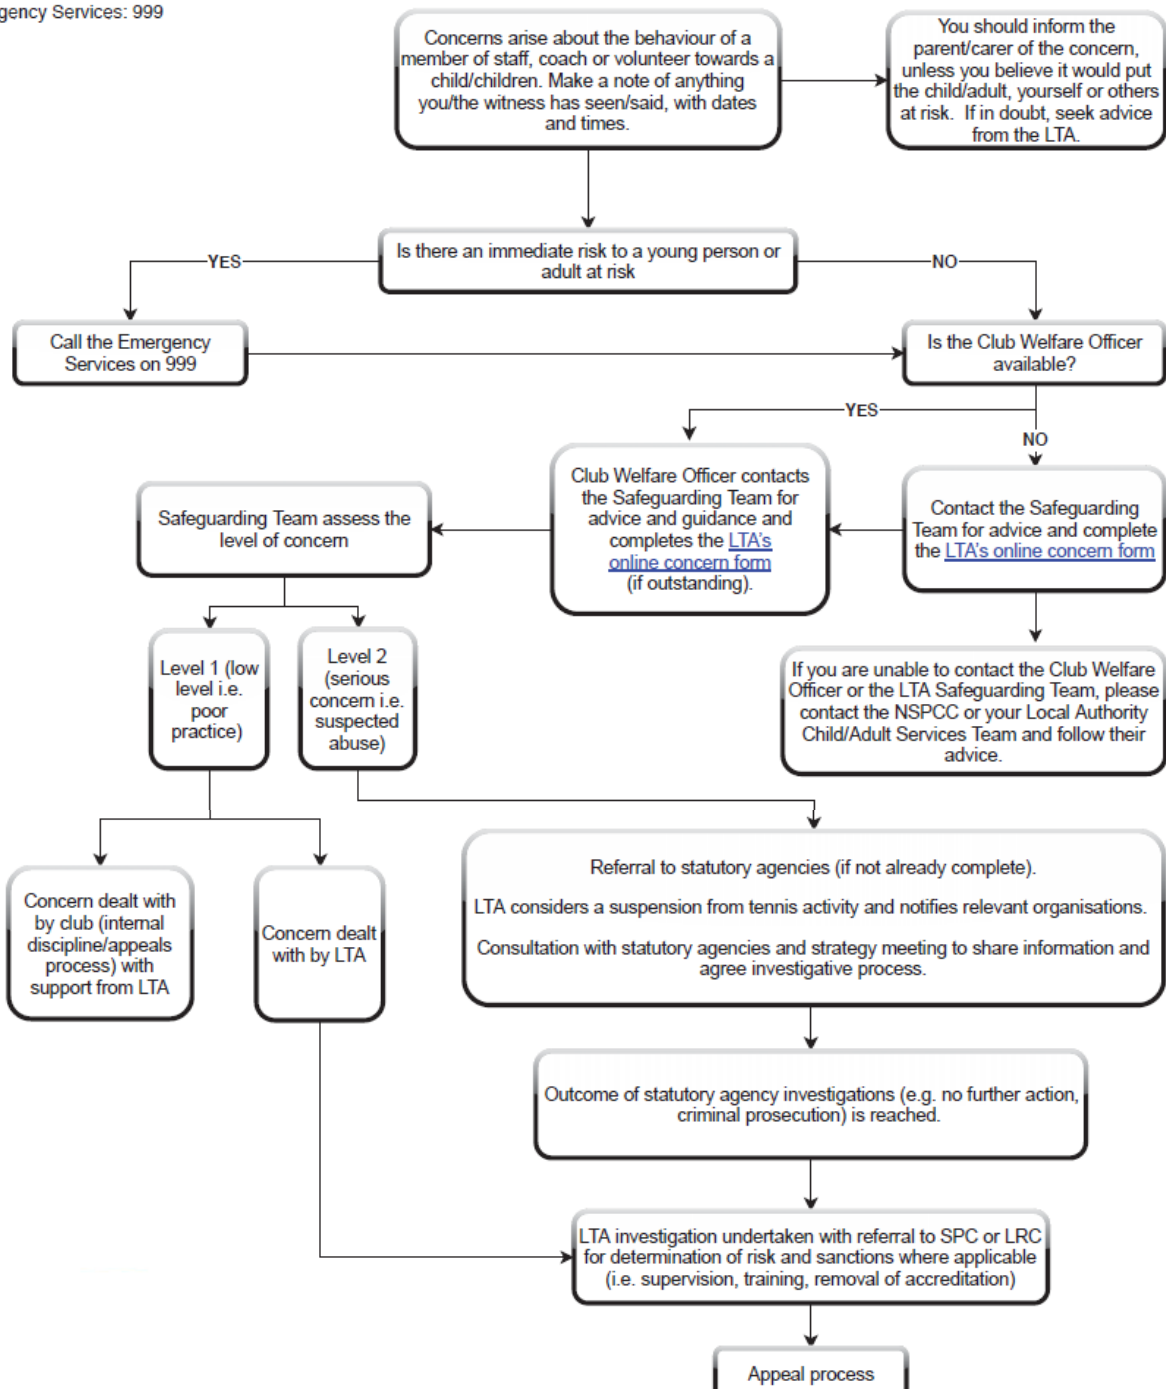 gency Services: 999
Concerns arise about the behaviour of a
member of staff, coach or volunteer towards a
child/children. Make a note of anything
you/the witness has seen/said, with dates
and times.
You should inform the
parent/carer of the concern,
unless you believe it would put
the child/adult, yourself or others
at risk. If in doubt, seek advice
from the LTA.
Is there an immediate risk to a young person or
adult at risk
YES
NO
Call the Emergency
Services on 999
Is the Club Welfare Officer
available?
YES
NO
Club Welfare Officer contacts
the Safeguarding Team for
advice and guidance and
completes the LTA's
online concern form
(if outstanding).
Contact the Safeguarding
Team for advice and complete
the LTA's online concern form
Safeguarding Team assess the
level of concern
Level 1 (low
level i.e.
poor
practice)
Level 2
(serious
concern i.e.
suspected
abuse)
If you are unable to contact the Club Welfare
Officer or the LTA Safeguarding Team, please
contact the NSPCC or your Local Authority
Child/Adult Services Team and follow their
advice.
Concern dealt with
by club (internal
discipline/appeals
process) with
support from LTA
Concern dealt
with by LTA
Referral to statutory agencies (if not already complete).
LTA considers a suspension from tennis activity and notifies relevant organisations.
Consultation with statutory agencies and strategy meeting to share information and
agree investigative process.
Outcome of statutory agency investigations (e.g. no further action,
criminal prosecution) is reached.
LTA investigation undertaken with referral to SPC or LRC
for determination of risk and sanctions where applicable
(i.e. supervision, training, removal of accreditation)
Appeal process